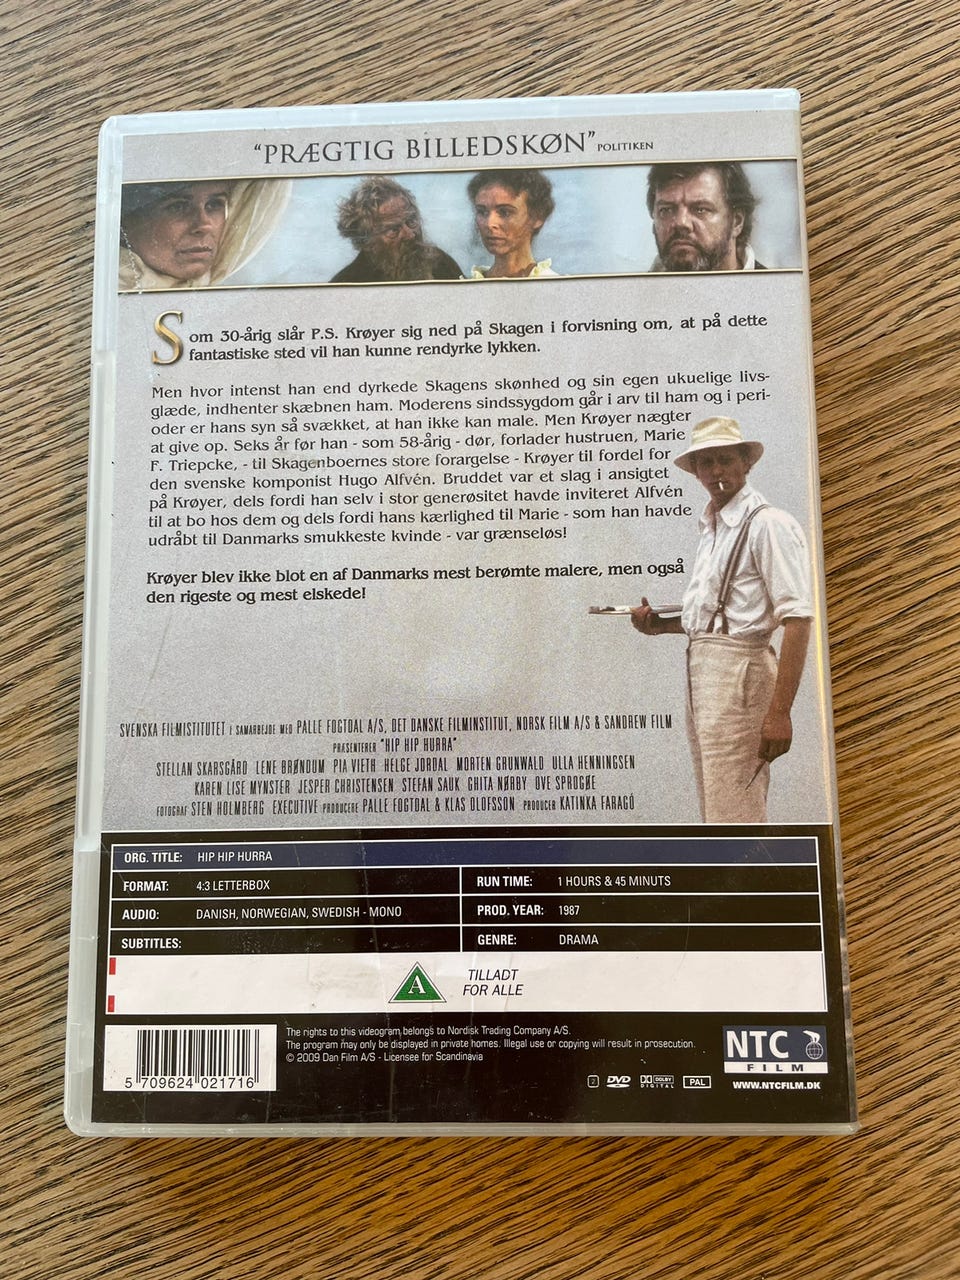 “PRÆGTIG BILLEDSKØN” POLITIKEN
Som 30-årig slår P.S. Krøyer sig ned på Skagen i forvisning om, at på dette
fantastiske sted vil han kunne rendyrke lykken.
Men hvor intenst han end dyrkede Skagens skønhed og sin egen ukuelige livs-
glæde, indhenter skæbnen ham. Moderens sindssygdom går i arv til ham og i peri-
oder er hans syn så svækket, at han ikke kan male. Men Krøyer nægter
at give op. Seks år før han - som 58-årig - dør, forlader hustruen, Marie
F. Triepcke, - til Skagenboernes store forargelse - Krøyer til fordel for
den svenske komponist Hugo Alfvén. Bruddet var et slag i ansigtet
på Krøyer, dels fordi han selv i stor generøsitet havde inviteret Alfvén
til at bo hos dem og dels fordi hans kærlighed til Marie - som han havde
udråbt til Danmarks smukkeste kvinde - var grænseløs!
Krøyer blev ikke blot en af Danmarks mest berømte malere, men også
den rigeste og mest elskede!
SVENSKA FILMISTITUTET I SAMARBEJDE MED PALLE FOGTDAL A/S, DET DANSKE FILMINSTITUT, NORSK FILM A/S & SANDREW FILM
PRÆSENTERER "HIP HIP HURRA"
STELLAN SKARSGÅRD LENE BRØNDUM PIA VIETH HELGE JORDAL MORTEN GRUNWALD ULLA HENNINGSEN
KAREN LISE MYNSTER JESPER CHRISTENSEN STEFAN SAUK GHITA NØRBY OVE SPROGØE
FOTOGRAF STEN HOLMBERG EXECUTIVE PRODUCERE PALLE FOGTDAL & KLAS OLOFSSON PRODUCER KATINKA FARAGÓ
ORG. TITLE: HIP HIP HURRA
FORMAT: 4:3 LETTERBOX
RUN TIME: 1 HOURS & 45 MINUTS
AUDIO: DANISH, NORWEGIAN, SWEDISH - MONO
PROD. YEAR: 1987
SUBTITLES:
GENRE: DRAMA
A
TILLADT
FOR ALLE
The rights to this videogram belongs to Nordisk Trading Company A/S.
The program may only be displayed in private homes. Illegal use or copying will result in prosecution.
© 2009 Dan Film A/S - Licensee for Scandinavia
5 709624 021716
2 DVD DOLBY DIGITAL PAL
NTC
FILM
WWW.NTCFILM.DK